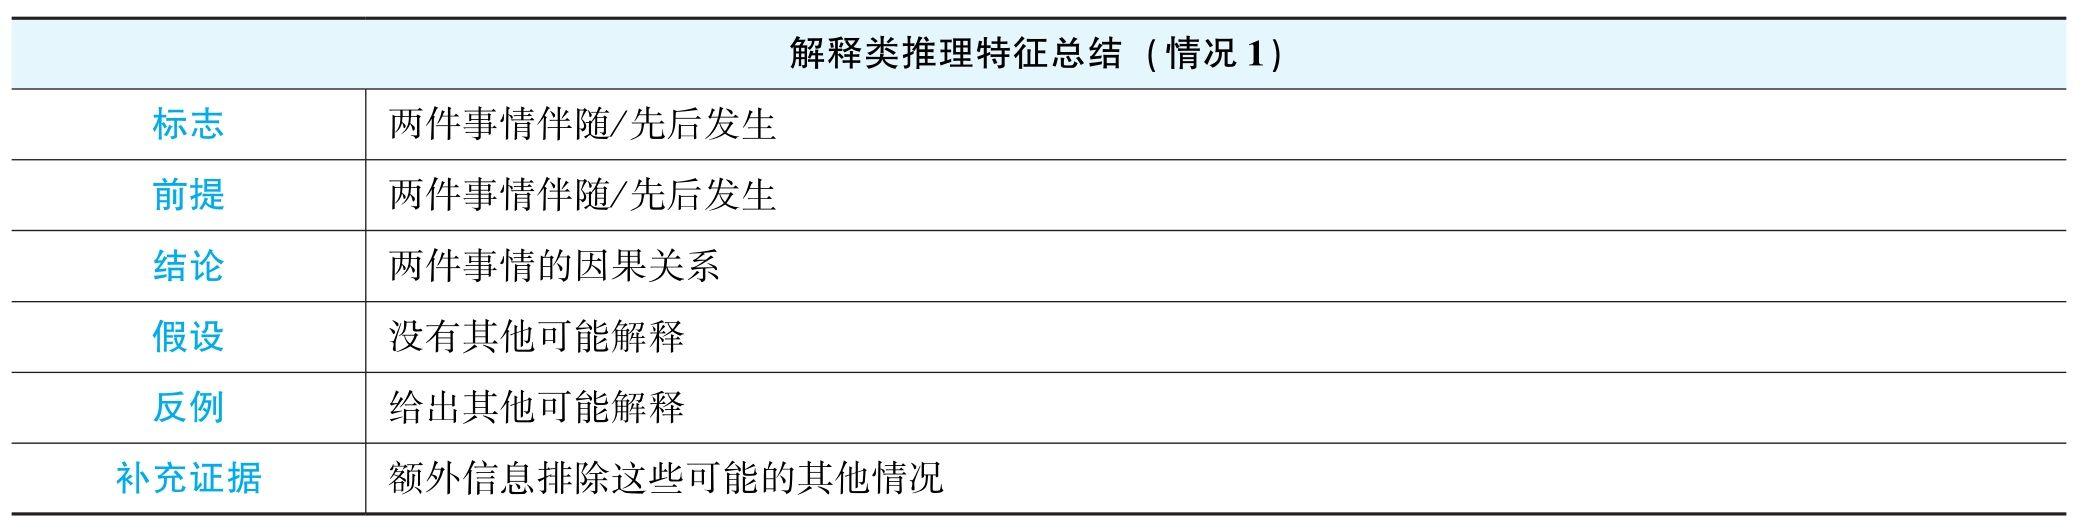 解释类推理特征总结（情况1）
标志 两件事情伴随/先后发生
前提 两件事情伴随/先后发生
结论 两件事情的因果关系
假设 没有其他可能解释
反例 给出其他可能解释
补充证据 额外信息排除这些可能的其他情况